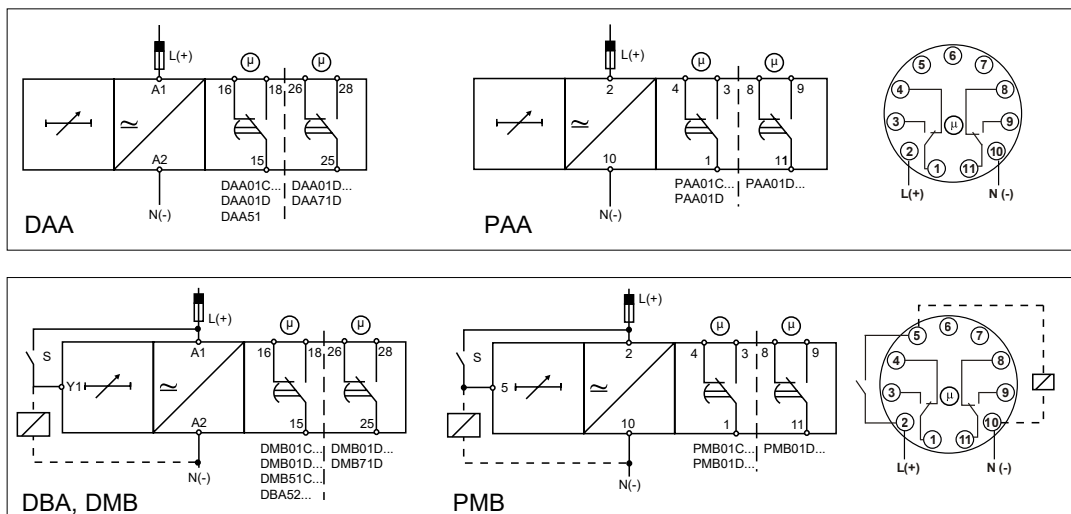 L(+)
L(+)
µ µ
µ µ
A1
16 18 26 28
2
4 3 8 9
≃
≃
A2
15 25
10
1 11
N(-)
DAA01C... DAA01D...
DAA01D DAA71D
DAA51
N(-)
PAA01C... PAA01D...
PAA01D
DAA
PAA
6
5 7
4 8
3 µ 9
2 10
1 11
L(+) N (-)
L(+)
L(+)
µ µ
µ µ
S
A1
16 18 26 28
S
2
4 3 8 9
Y1
≃
5
≃
A2
15 25
10
1 11
N(-)
DMB01C... DMB01D...
DMB01D... DMB71D
DMB51C...
DBA52...
N(-)
PMB01C... PMB01D...
PMB01D...
DBA, DMB
PMB
6
5 7
4 8
3 µ 9
2 10
1 11
L(+) N (-)